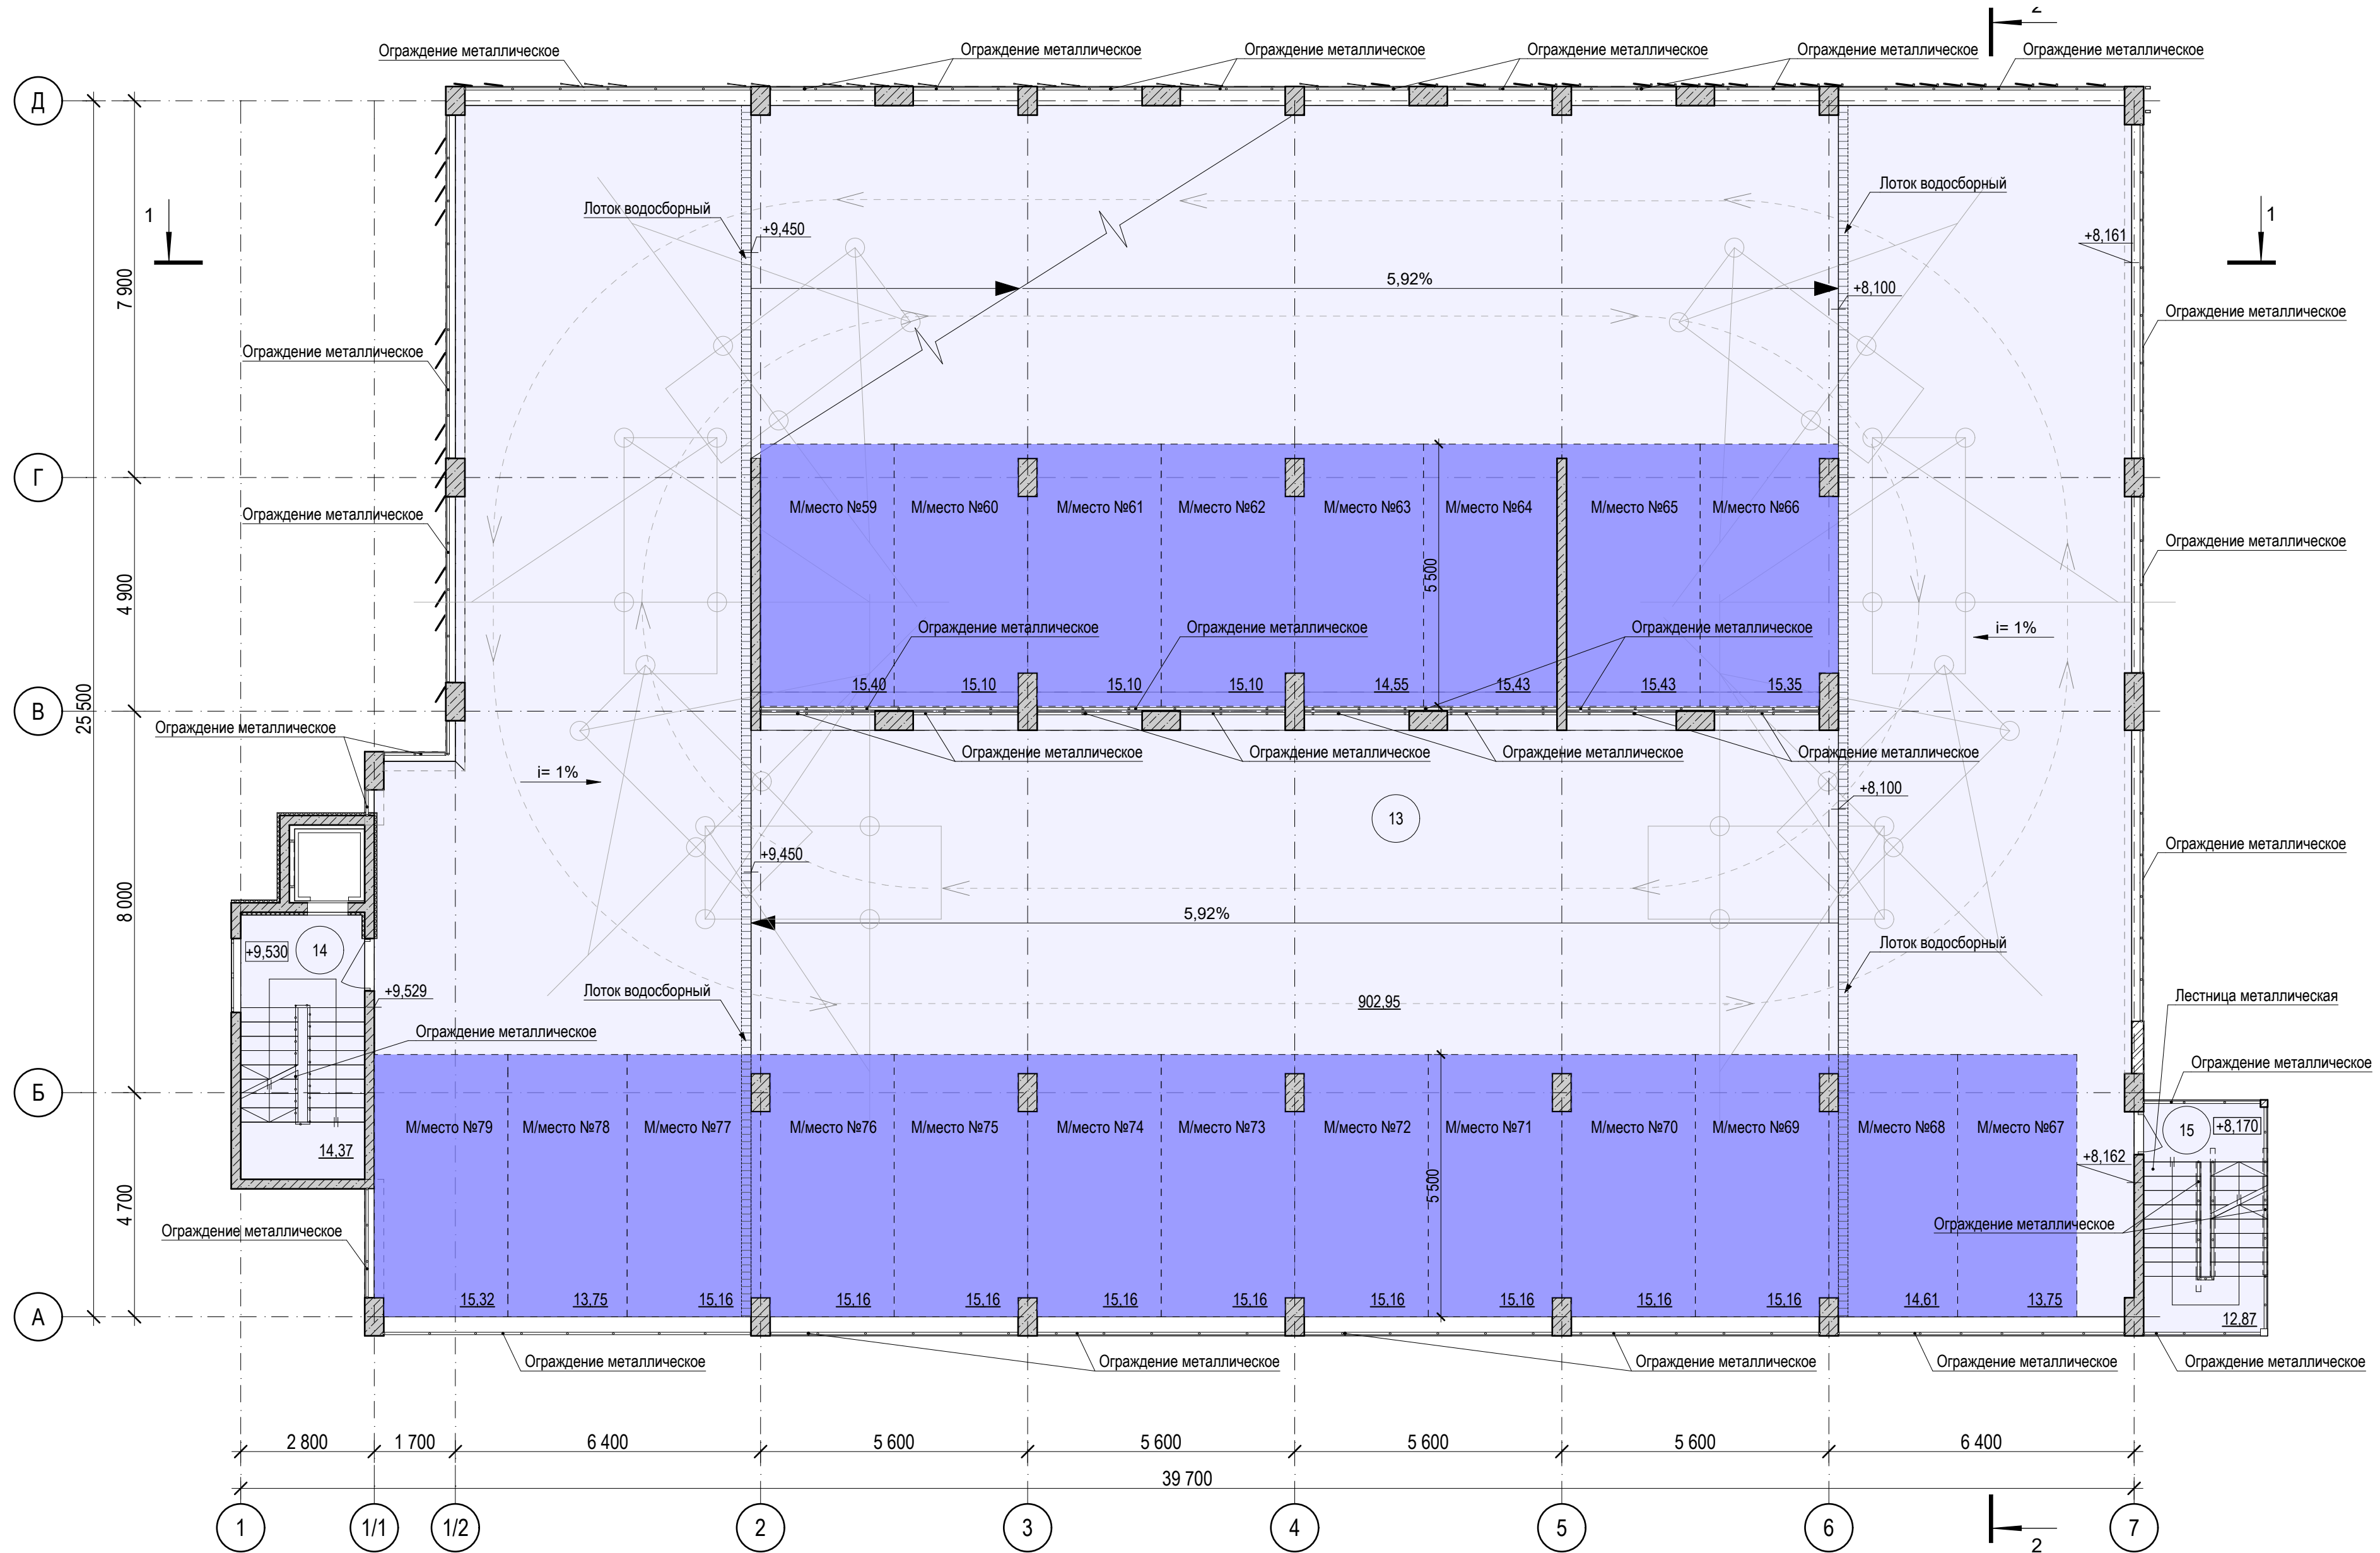 2
Ограждение металлическое
Ограждение металлическое
Ограждение металлическое
Ограждение металлическое
Ограждение металлическое
Ограждение металлическое
Д
Лоток водосборный
Лоток водосборный
1
1
+9,450
+8,161
7 900
5,92%
+8,100
Ограждение металлическое
Ограждение металлическое
Г
М/место №59
М/место №60
М/место №61
М/место №62
М/место №63
М/место №64
М/место №65
М/место №66
Ограждение металлическое
Ограждение металлическое
4 900
5 500
Ограждение металлическое
Ограждение металлическое
Ограждение металлическое
i= 1%
15,40
15,10
15,10
15,10
14,55
15,43
15,43
15,35
В
25 500
Ограждение металлическое
Ограждение металлическое
Ограждение металлическое
Ограждение металлическое
Ограждение металлическое
i= 1%
+8,100
13
Ограждение металлическое
+9,450
8 000
5,92%
+9,530
14
Лоток водосборный
Лоток водосборный
+9,529
902,95
Лестница металлическая
Ограждение металлическое
Ограждение металлическое
Б
М/место №79
М/место №78
М/место №77
М/место №76
М/место №75
М/место №74
М/место №73
М/место №72
М/место №71
М/место №70
М/место №69
М/место №68
М/место №67
15
+8,170
14,37
+8,162
4 700
5 500
Ограждение металлическое
Ограждение металлическое
15,32
13,75
15,16
15,16
15,16
15,16
15,16
15,16
15,16
15,16
15,16
14,61
13,75
12,87
А
Ограждение металлическое
Ограждение металлическое
Ограждение металлическое
Ограждение металлическое
Ограждение металлическое
2 800
1 700
6 400
5 600
5 600
5 600
5 600
6 400
39 700
1
1/1
1/2
2
3
4
5
6
7
2